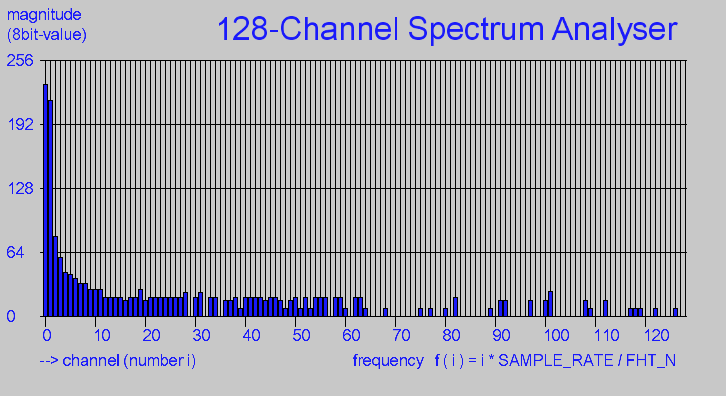 magnitude
(8bit-value)
128-Channel Spectrum Analyser
256
192
128
64
0
0 10 20 30 40 50 60 70 80 90 100 110 120
--> channel (number i)
frequency f ( i ) = i * SAMPLE_RATE / FHT_N